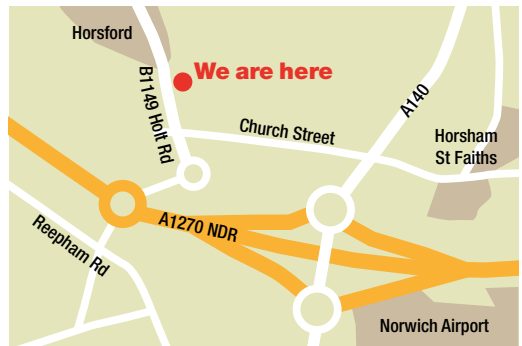 Horsford
We are here
B1149 Holt Rd
A140
Church Street
Horsham
St Faiths
A1270 NDR
Reepham Rd
Norwich Airport